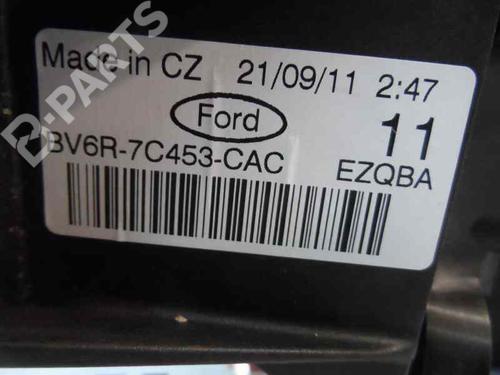 Made in CZ 21/09/11 2:47
Ford 11
BV6R-7C453-CAC EZQBA
B-PARTS